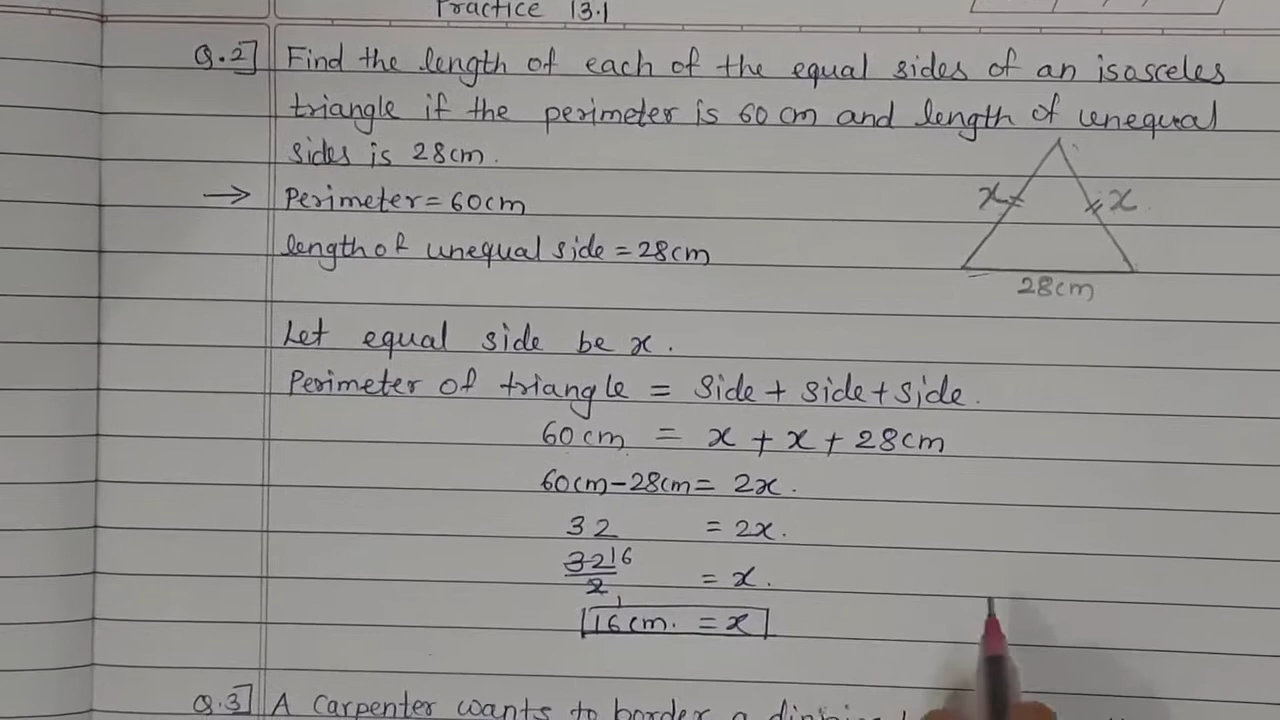 Practice 13.1
Q.2] Find the length of each of the equal sides of an isosceles
triangle if the perimeter is 60 cm and length of unequal
sides is 28cm.
→ Perimeter = 60cm
length of unequal side = 28cm
x x
28cm
Let equal side be x.
Perimeter of triangle = Side + side + side.
60cm = x + x + 28cm
60cm - 28cm = 2x.
32 = 2x.
32 16
2 1 = x.
16cm. = x
Q.3] A carpenter wants to border a